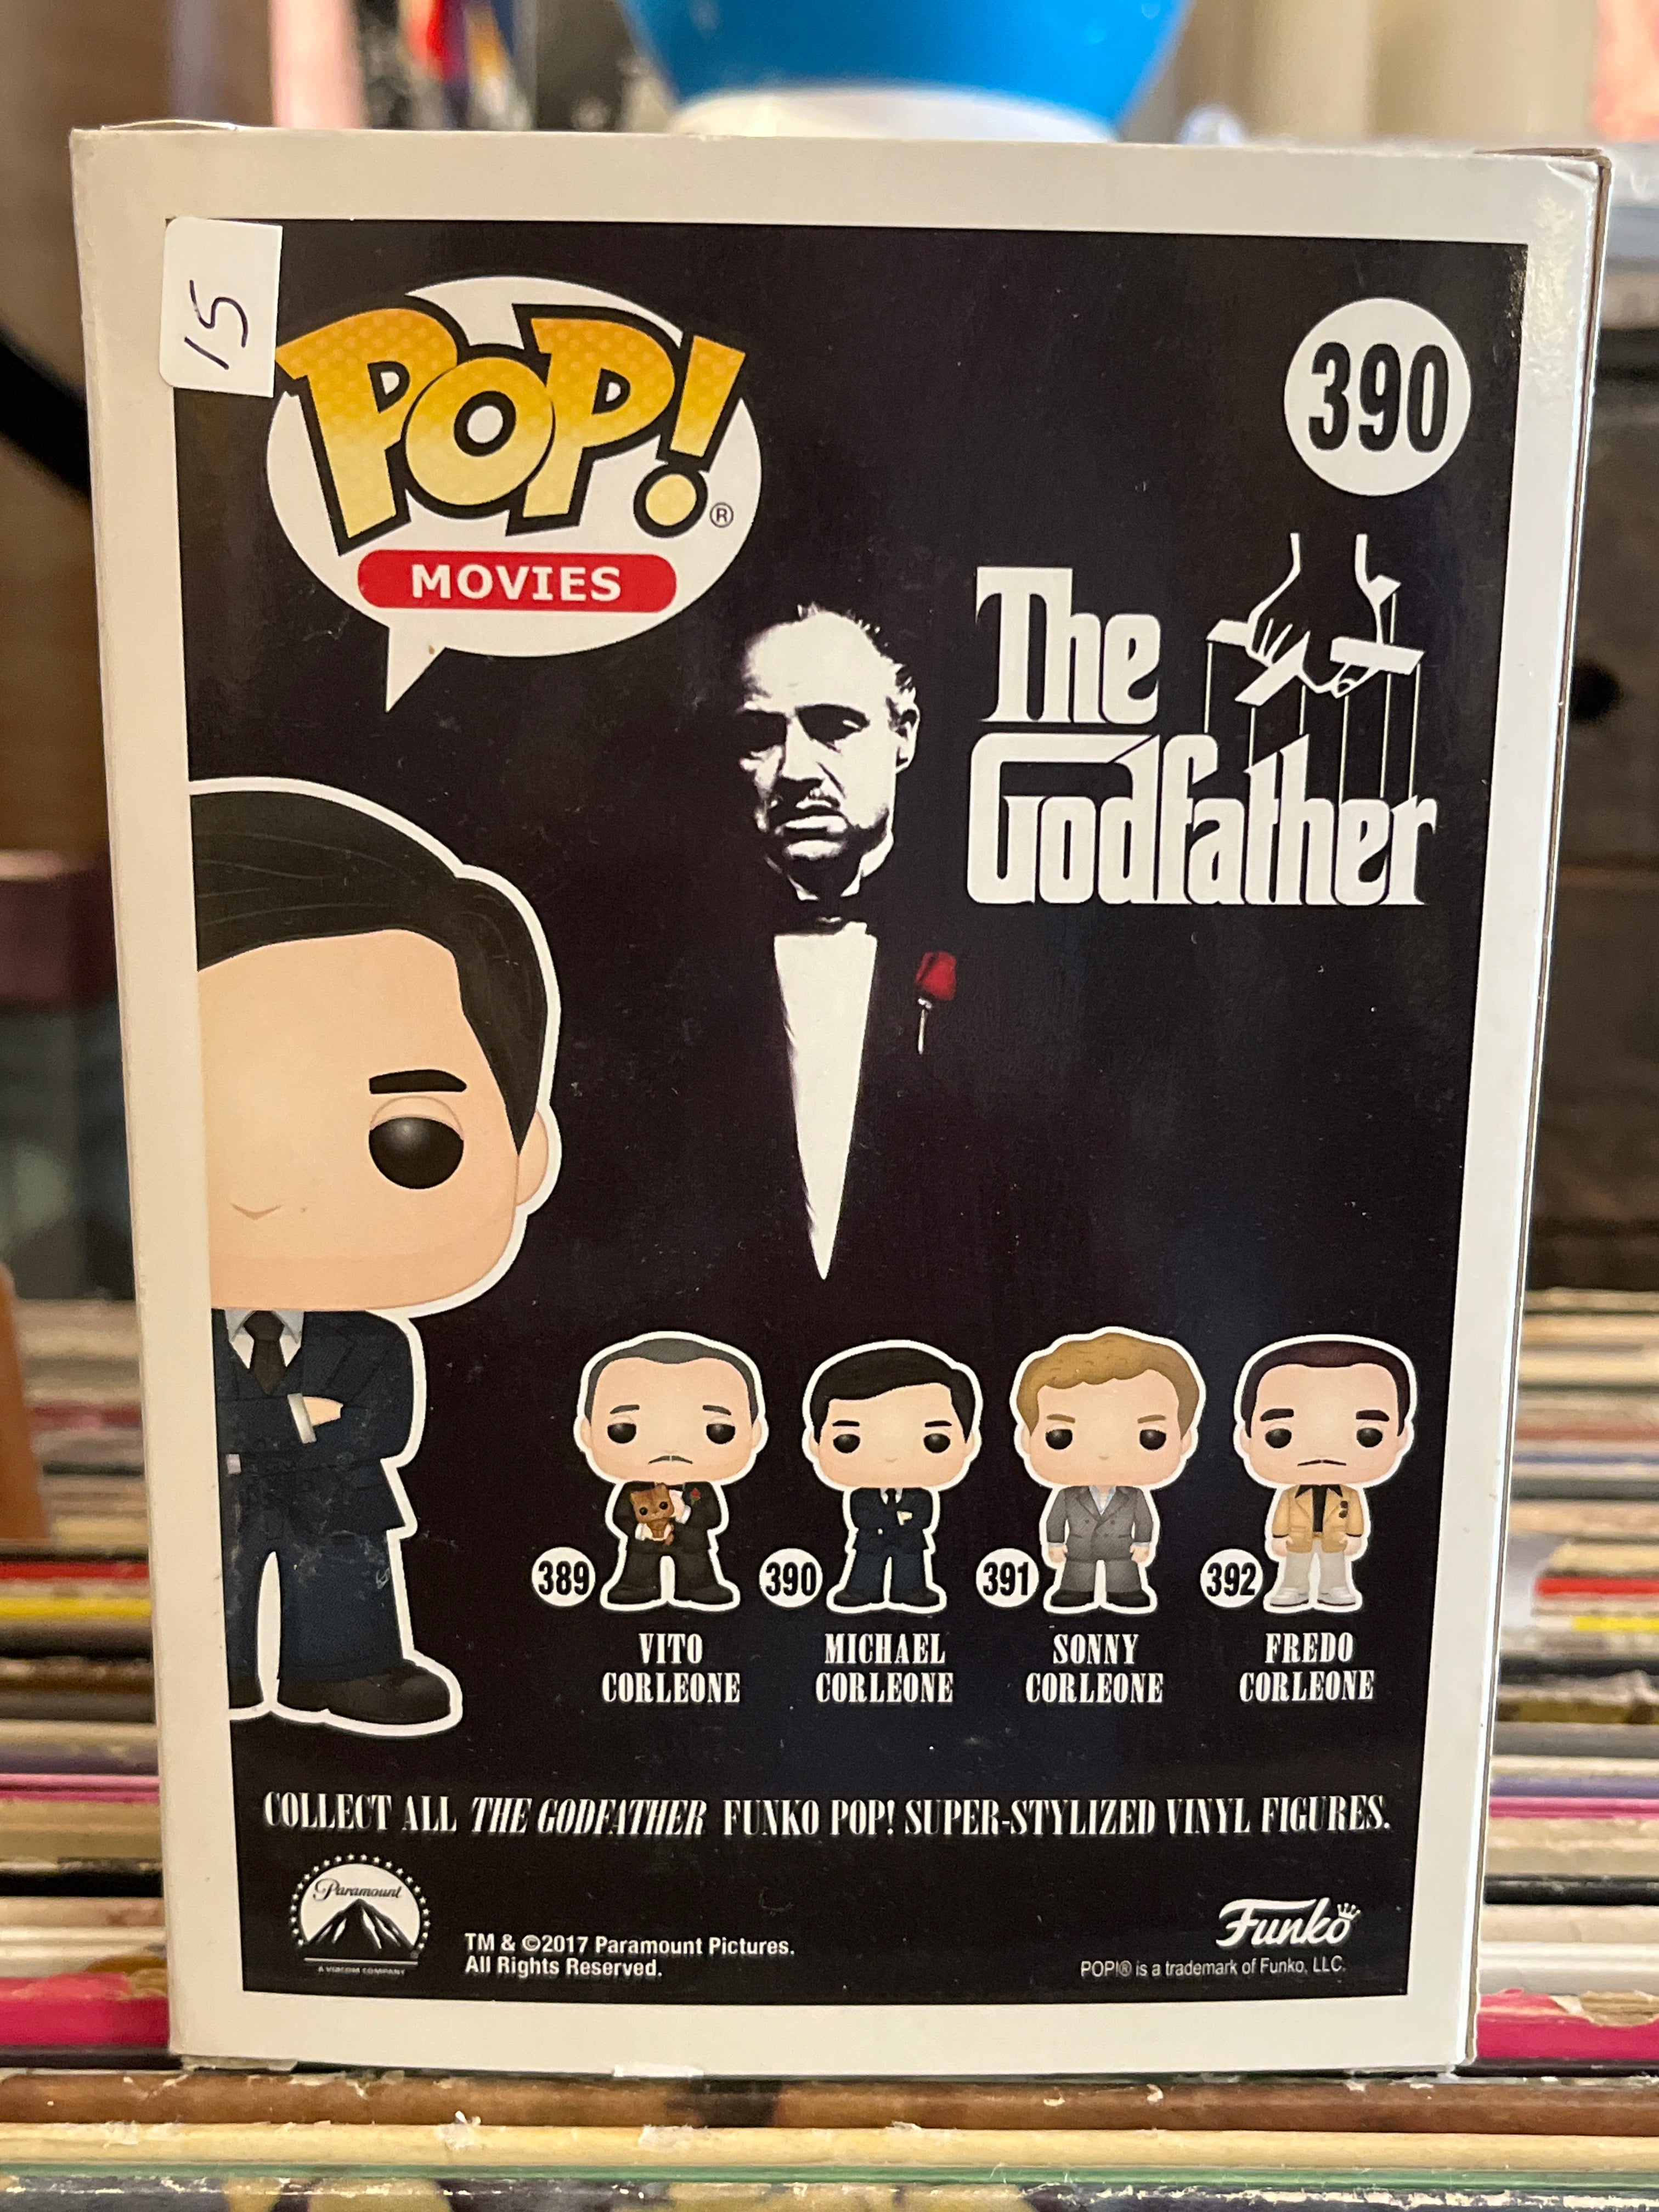 15
POP!®
MOVIES
390
The
Godfather
389
390
391
392
VITO
CORLEONE
MICHAEL
CORLEONE
SONNY
CORLEONE
FREDO
CORLEONE
COLLECT ALL THE GODFATHER FUNKO POP! SUPER-STYLIZED VINYL FIGURES.
Paramount
A VIACOM COMPANY
TM & ©2017 Paramount Pictures.
All Rights Reserved.
Funko
POP!® is a trademark of Funko, LLC.